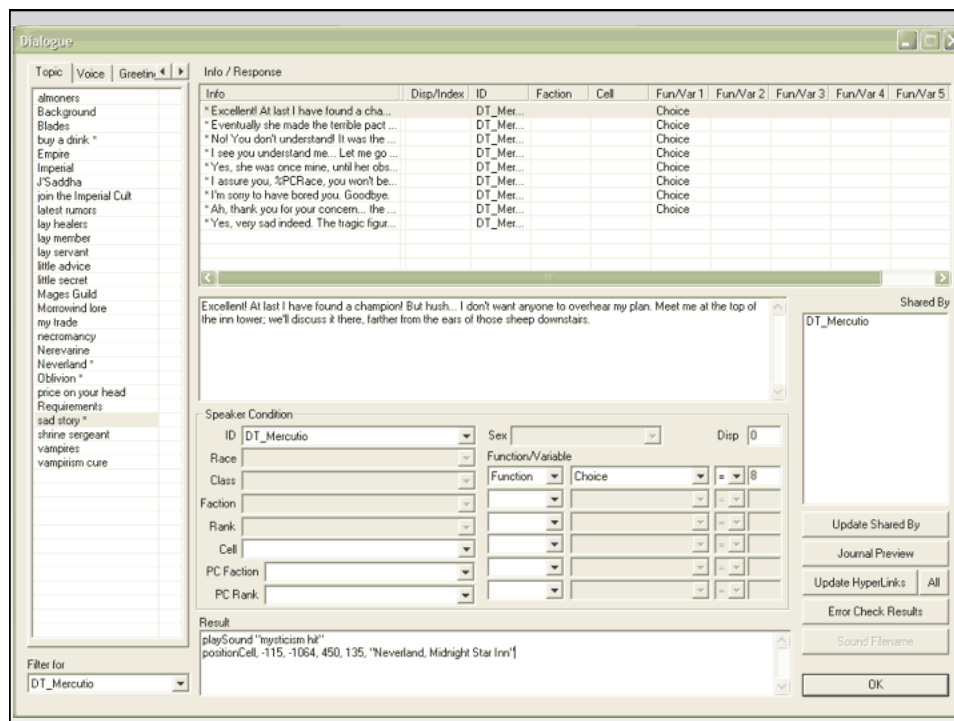 Dialogue
Topic Voice Greetin
Info / Response
Info Disp/Index ID Faction Cell Fun/Var 1 Fun/Var 2 Fun/Var 3 Fun/Var 4 Fun/Var 5
almoners
Background
Blades
buy a drink *
Empire
Imperial
J'Saddha
join the Imperial Cult
latest rumors
lay healers
lay member
lay servant
little advice
little secret
Mages Guild
Morrowind lore
my trade
necromancy
Nerevarine
Neverland *
Oblivion *
price on your head
Requirements
sad story *
shrine sergeant
vampires
vampirism cure
Filter for
DT_Mercutio
* Excellent! At last I have found a cha... DT_Mer... Choice
* Eventually she made the terrible pact ... DT_Mer... Choice
* No! You don't understand! It was the ... DT_Mer... Choice
* I see you understand me... Let me go ... DT_Mer... Choice
* Yes, she was once mine, until her obs... DT_Mer... Choice
* I assure you, %PCRace, you won't be... DT_Mer... Choice
* I'm sorry to have bored you. Goodbye. DT_Mer... Choice
* Ah, thank you for your concern... the ... DT_Mer... Choice
* Yes, very sad indeed. The tragic figur... DT_Mer...
Excellent! At last I have found a champion! But hush... I don't want anyone to overhear my plan. Meet me at the top of
the inn tower; we'll discuss it there, farther from the ears of those sheep downstairs.
Shared By
DT_Mercutio
Speaker Condition
ID DT_Mercutio Sex Disp 0
Race Function/Variable
Class Function Choice = 8
Faction =
Rank =
Cell =
PC Faction =
PC Rank =
Update Shared By
Journal Preview
Update HyperLinks All
Error Check Results
Sound Filename
OK
Result
playSound "mysticism hit"
positionCell, -115, -1064, 450, 135, "Neverland, Midnight Star Inn"